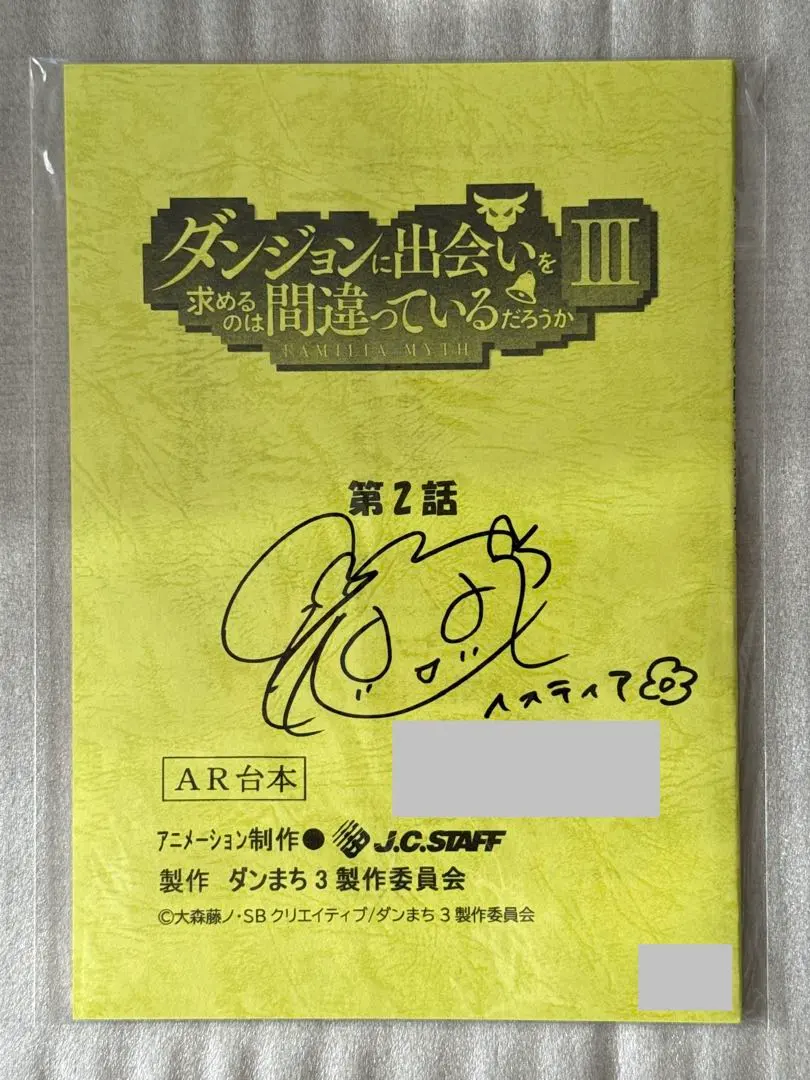 ダンジョンに出会いを
求めるのは間違っているだろうか
III
FAMILIA MYTH
第2話
ヘスティア
AR台本
アニメーション制作●J.C.STAFF
製作 ダンまち3製作委員会
©大森藤ノ・SBクリエイティブ/ダンまち3製作委員会